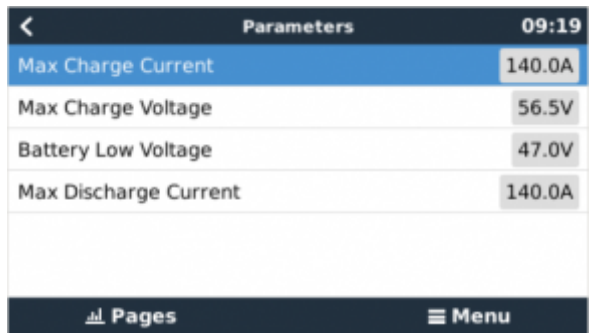 Parameters 09:19
Max Charge Current 140.0A
Max Charge Voltage 56.5V
Battery Low Voltage 47.0V
Max Discharge Current 140.0A
Pages Menu